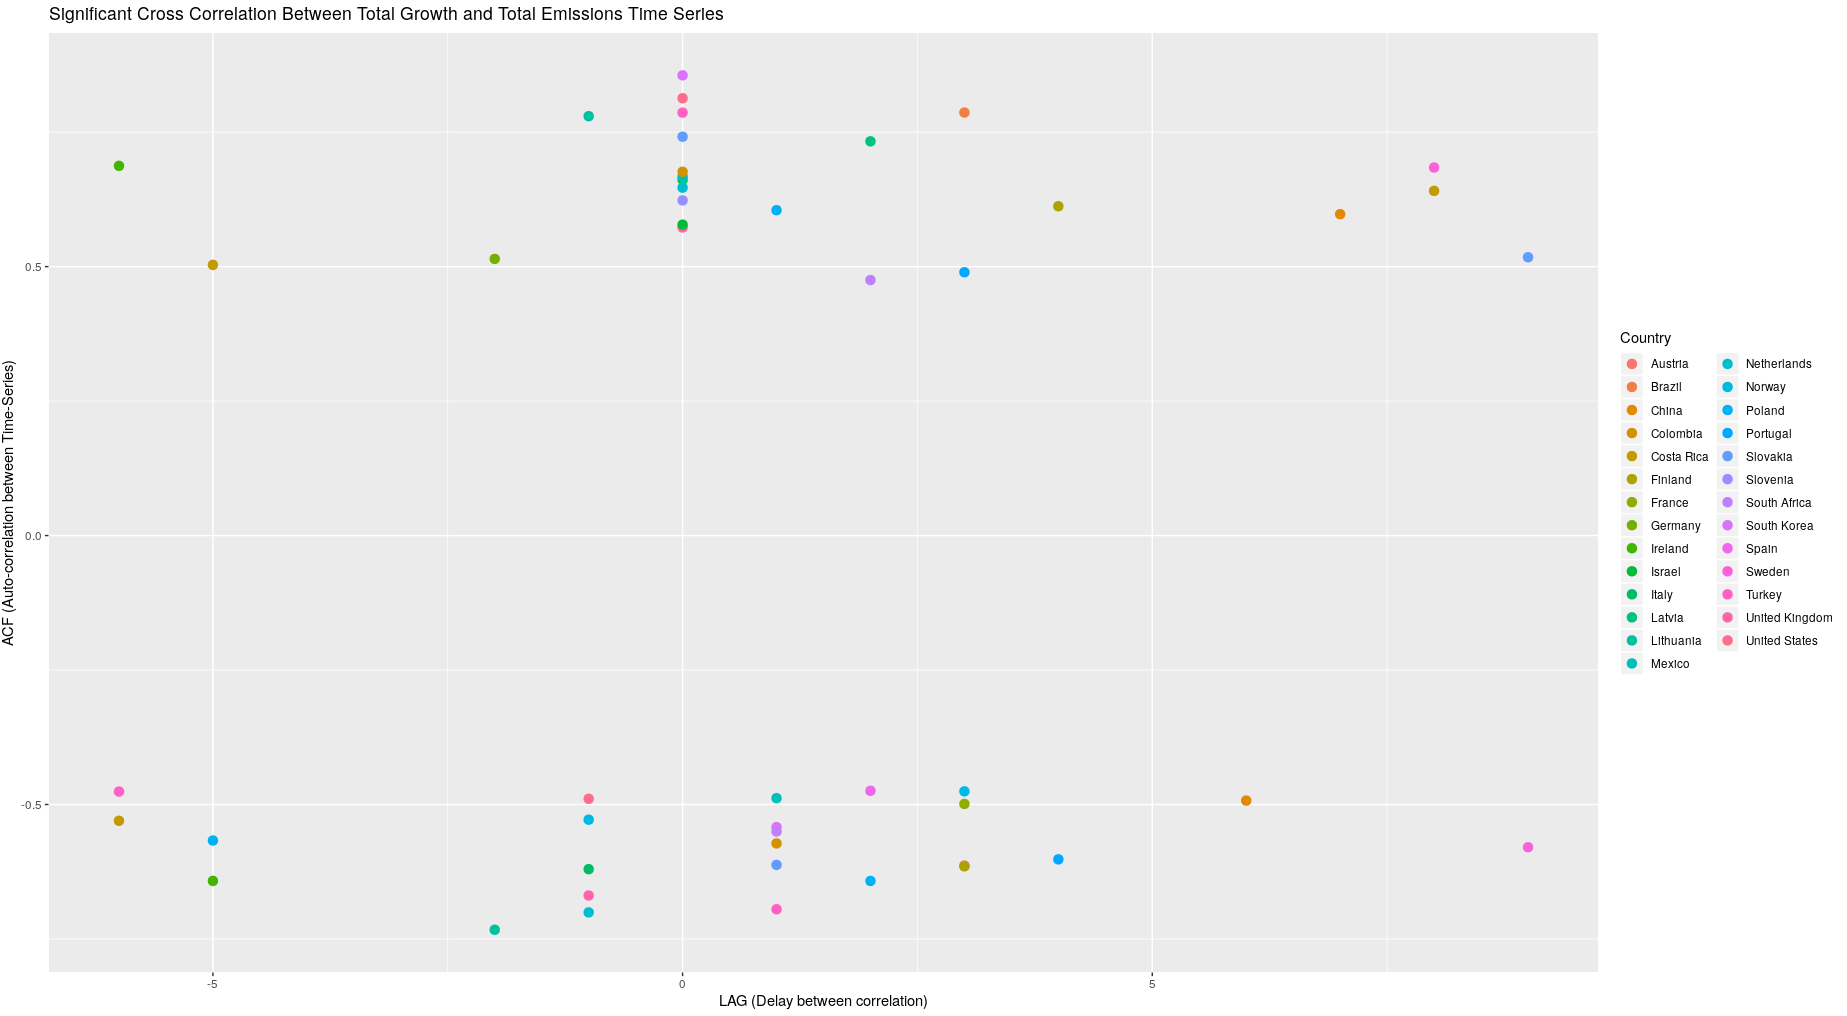 Significant Cross Correlation Between Total Growth and Total Emissions Time Series
ACF (Auto-correlation between Time-Series)
0.5
0.0
-0.5
-5
0
5
LAG (Delay between correlation)
Country
Austria
Brazil
China
Colombia
Costa Rica
Finland
France
Germany
Ireland
Israel
Italy
Latvia
Lithuania
Mexico
Netherlands
Norway
Poland
Portugal
Slovakia
Slovenia
South Africa
South Korea
Spain
Sweden
Turkey
United Kingdom
United States